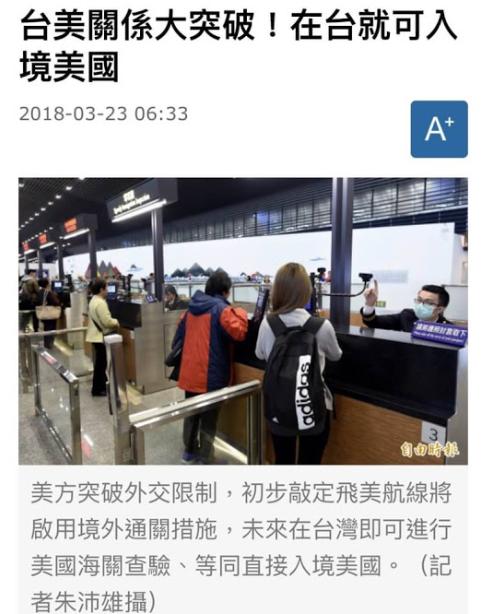 台美關係大突破！在台就可入
境美國
2018-03-23 06:33
A+
adidas
3
自由時報
美方突破外交限制，初步敲定飛美航線將
啟用境外通關措施，未來在台灣即可進行
美國海關查驗、等同直接入境美國。（記
者朱沛雄攝）